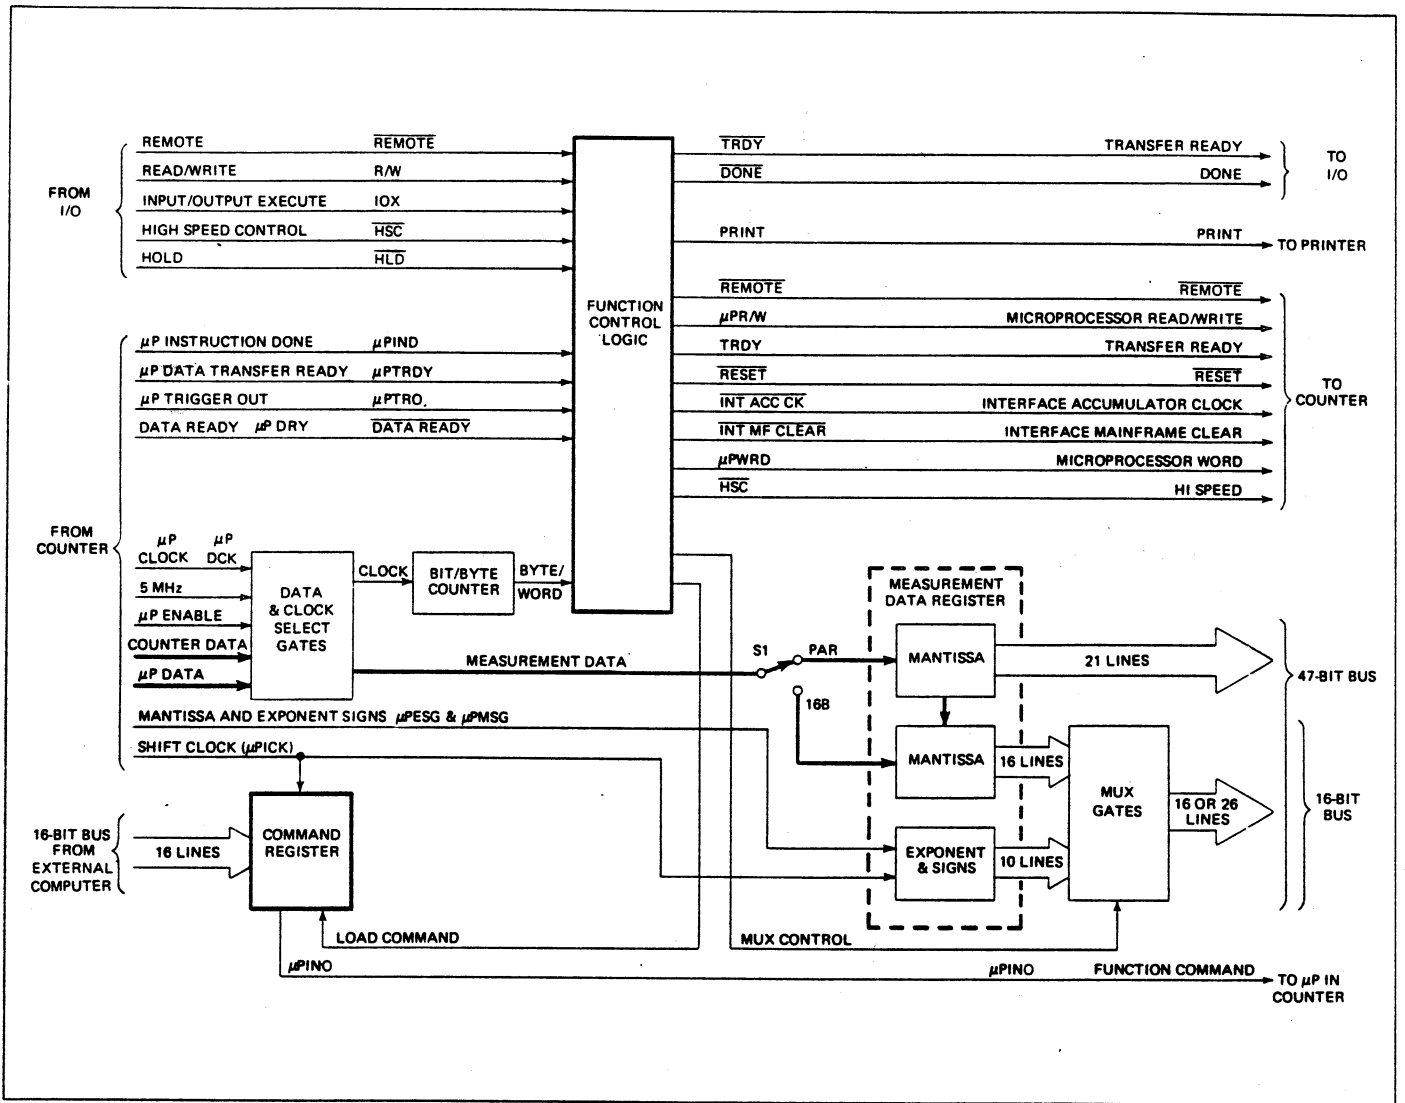 FROM
I/O
REMOTE REMOTE
READ/WRITE R/W
INPUT/OUTPUT EXECUTE IOX
HIGH SPEED CONTROL HSC
HOLD HLD
FUNCTION
CONTROL
LOGIC
TRDY TRANSFER READY
DONE DONE
TO
I/O
PRINT PRINT
TO PRINTER
REMOTE REMOTE
μPR/W MICROPROCESSOR READ/WRITE
TRDY TRANSFER READY
RESET RESET
INT ACC CK INTERFACE ACCUMULATOR CLOCK
INT MF CLEAR INTERFACE MAINFRAME CLEAR
μPWRD MICROPROCESSOR WORD
HSC HI SPEED
TO
COUNTER
FROM
COUNTER
μP INSTRUCTION DONE μPIND
μP DATA TRANSFER READY μPTRDY
μP TRIGGER OUT μPTRO.
DATA READY μP DRY DATA READY
μP μP
CLOCK DCK
5 MHz
μP ENABLE
COUNTER DATA
μP DATA
DATA
& CLOCK
SELECT
GATES
CLOCK
BIT/BYTE
COUNTER
BYTE/
WORD
MEASUREMENT DATA
S1
PAR
16B
MEASUREMENT
DATA REGISTER
MANTISSA
21 LINES
47-BIT BUS
MANTISSA
16 LINES
EXPONENT
& SIGNS
10 LINES
MUX
GATES
16 OR 26
LINES
16-BIT
BUS
MANTISSA AND EXPONENT SIGNS μPESG & μPMSG
SHIFT CLOCK (μPICK)
16-BIT BUS
FROM
EXTERNAL
COMPUTER
16 LINES
COMMAND
REGISTER
LOAD COMMAND
MUX CONTROL
μPINO μPINO FUNCTION COMMAND
TO μP IN
COUNTER